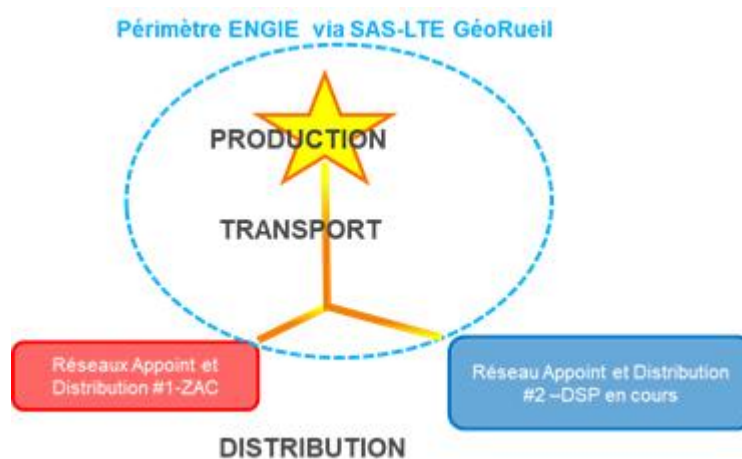 Périmètre ENGIE via SAS-LTE GéoRueil
PRODUCTION
TRANSPORT
Réseaux Appoint et
Distribution #1-ZAC
Réseau Appoint et Distribution
#2 –DSP en cours
DISTRIBUTION